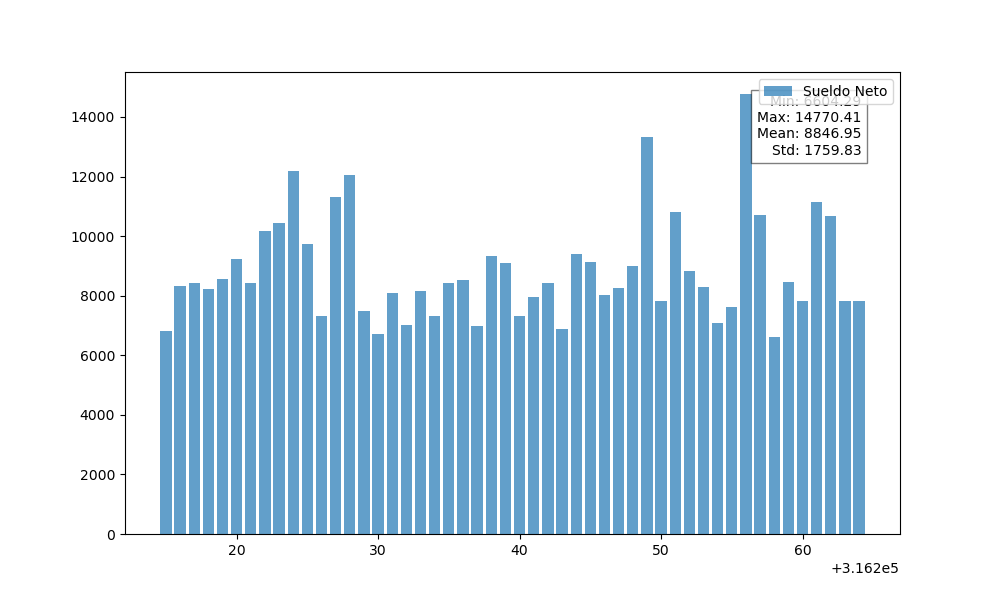 Sueldo Neto
Min: 6604.29
Max: 14770.41
Mean: 8846.95
Std: 1759.83
14000
12000
10000
8000
6000
4000
2000
0
20 30 40 50 60
+3.162e5